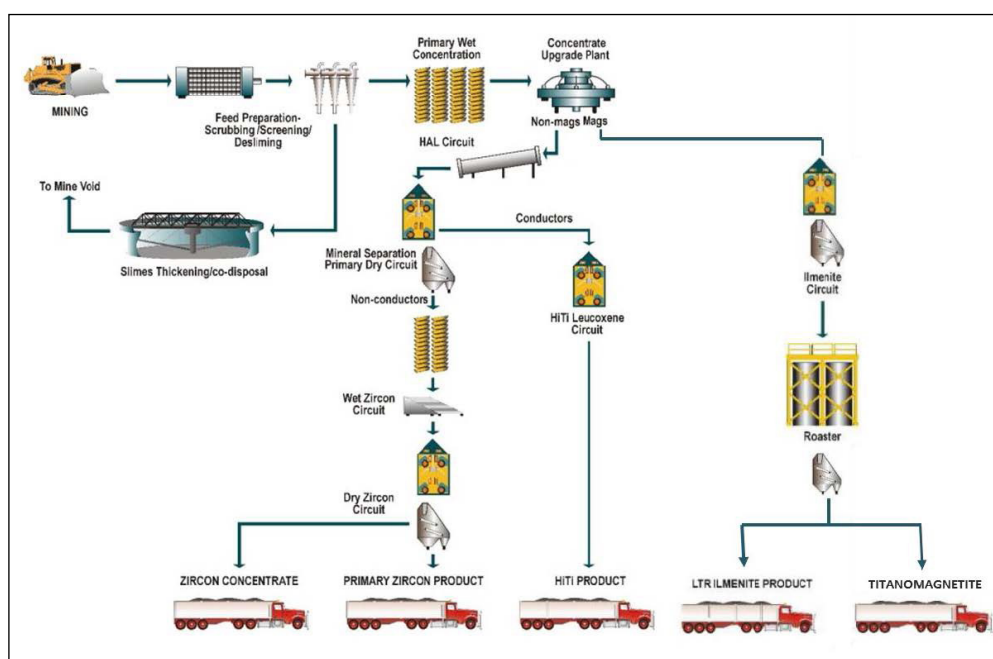 MINING
Feed Preparation-
Scrubbing /Screening/
Desliming
Primary Wet
Concentration
HAL Circuit
Concentrate
Upgrade Plant
Non-mags Mags
To Mine Void
Slimes Thickening/co-disposal
Mineral Separation
Primary Dry Circuit
Conductors
Non-conductors
HiTi Leucoxene
Circuit
Ilmenite
Circuit
Wet Zircon
Circuit
Roaster
Dry Zircon
Circuit
ZIRCON CONCENTRATE
PRIMARY ZIRCON PRODUCT
HiTi PRODUCT
LTR ILMENITE PRODUCT
TITANOMAGNETITE